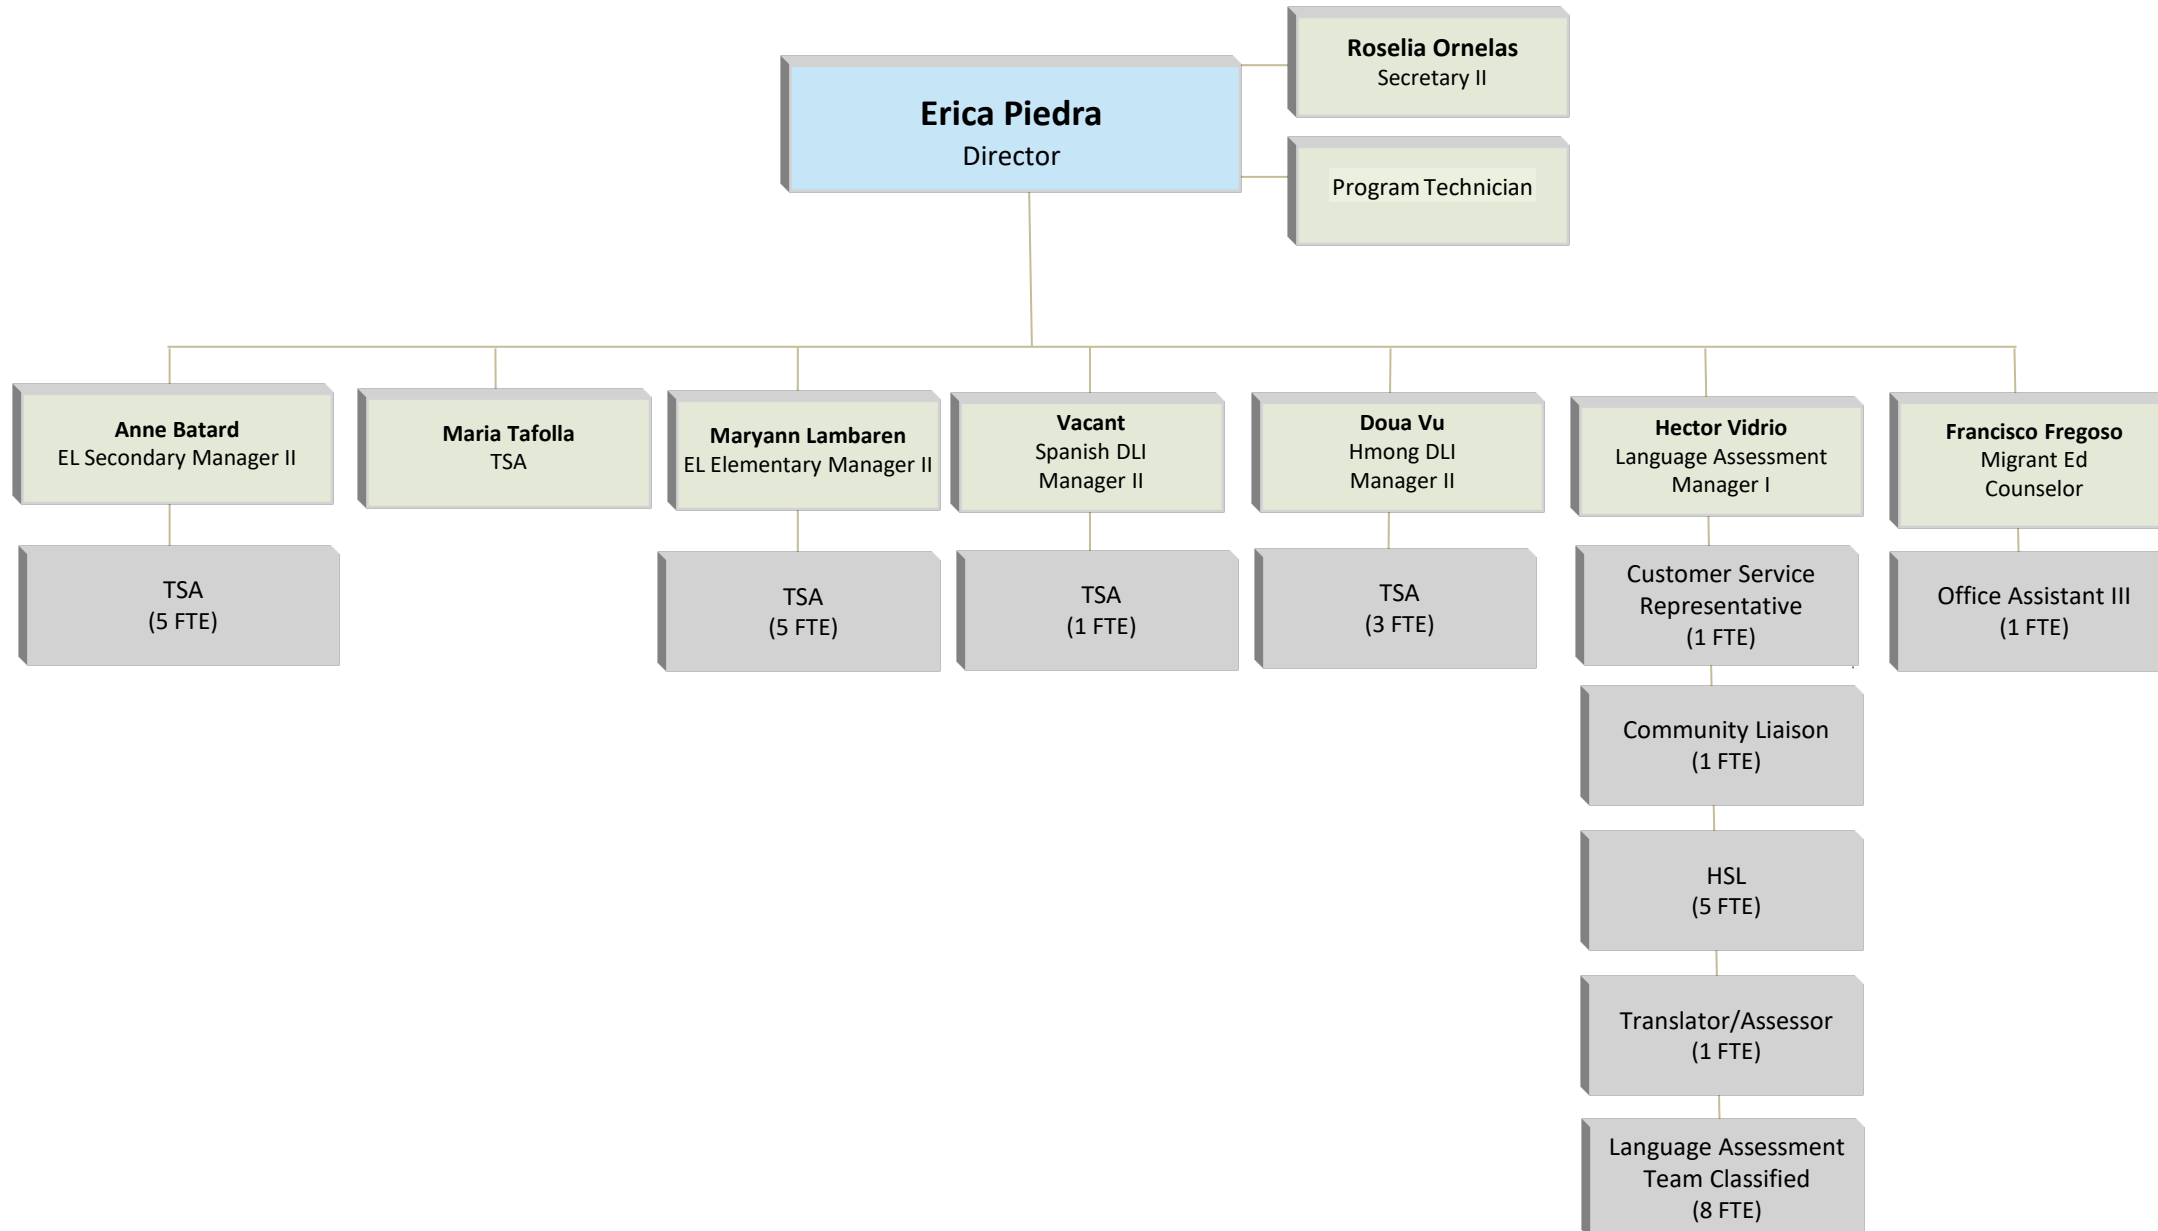 Roselia Ornelas
Secretary II
Erica Piedra
Director
Program Technician
Anne Batard
EL Secondary Manager II
Maria Tafolla
TSA
Maryann Lambaren
EL Elementary Manager II
Vacant
Spanish DLI
Manager II
Doua Vu
Hmong DLI
Manager II
Hector Vidrio
Language Assessment
Manager I
Francisco Fregoso
Migrant Ed
Counselor
TSA
(5 FTE)
TSA
(5 FTE)
TSA
(1 FTE)
TSA
(3 FTE)
Customer Service
Representative
(1 FTE)
Office Assistant III
(1 FTE)
Community Liaison
(1 FTE)
HSL
(5 FTE)
Translator/Assessor
(1 FTE)
Language Assessment
Team Classified
(8 FTE)